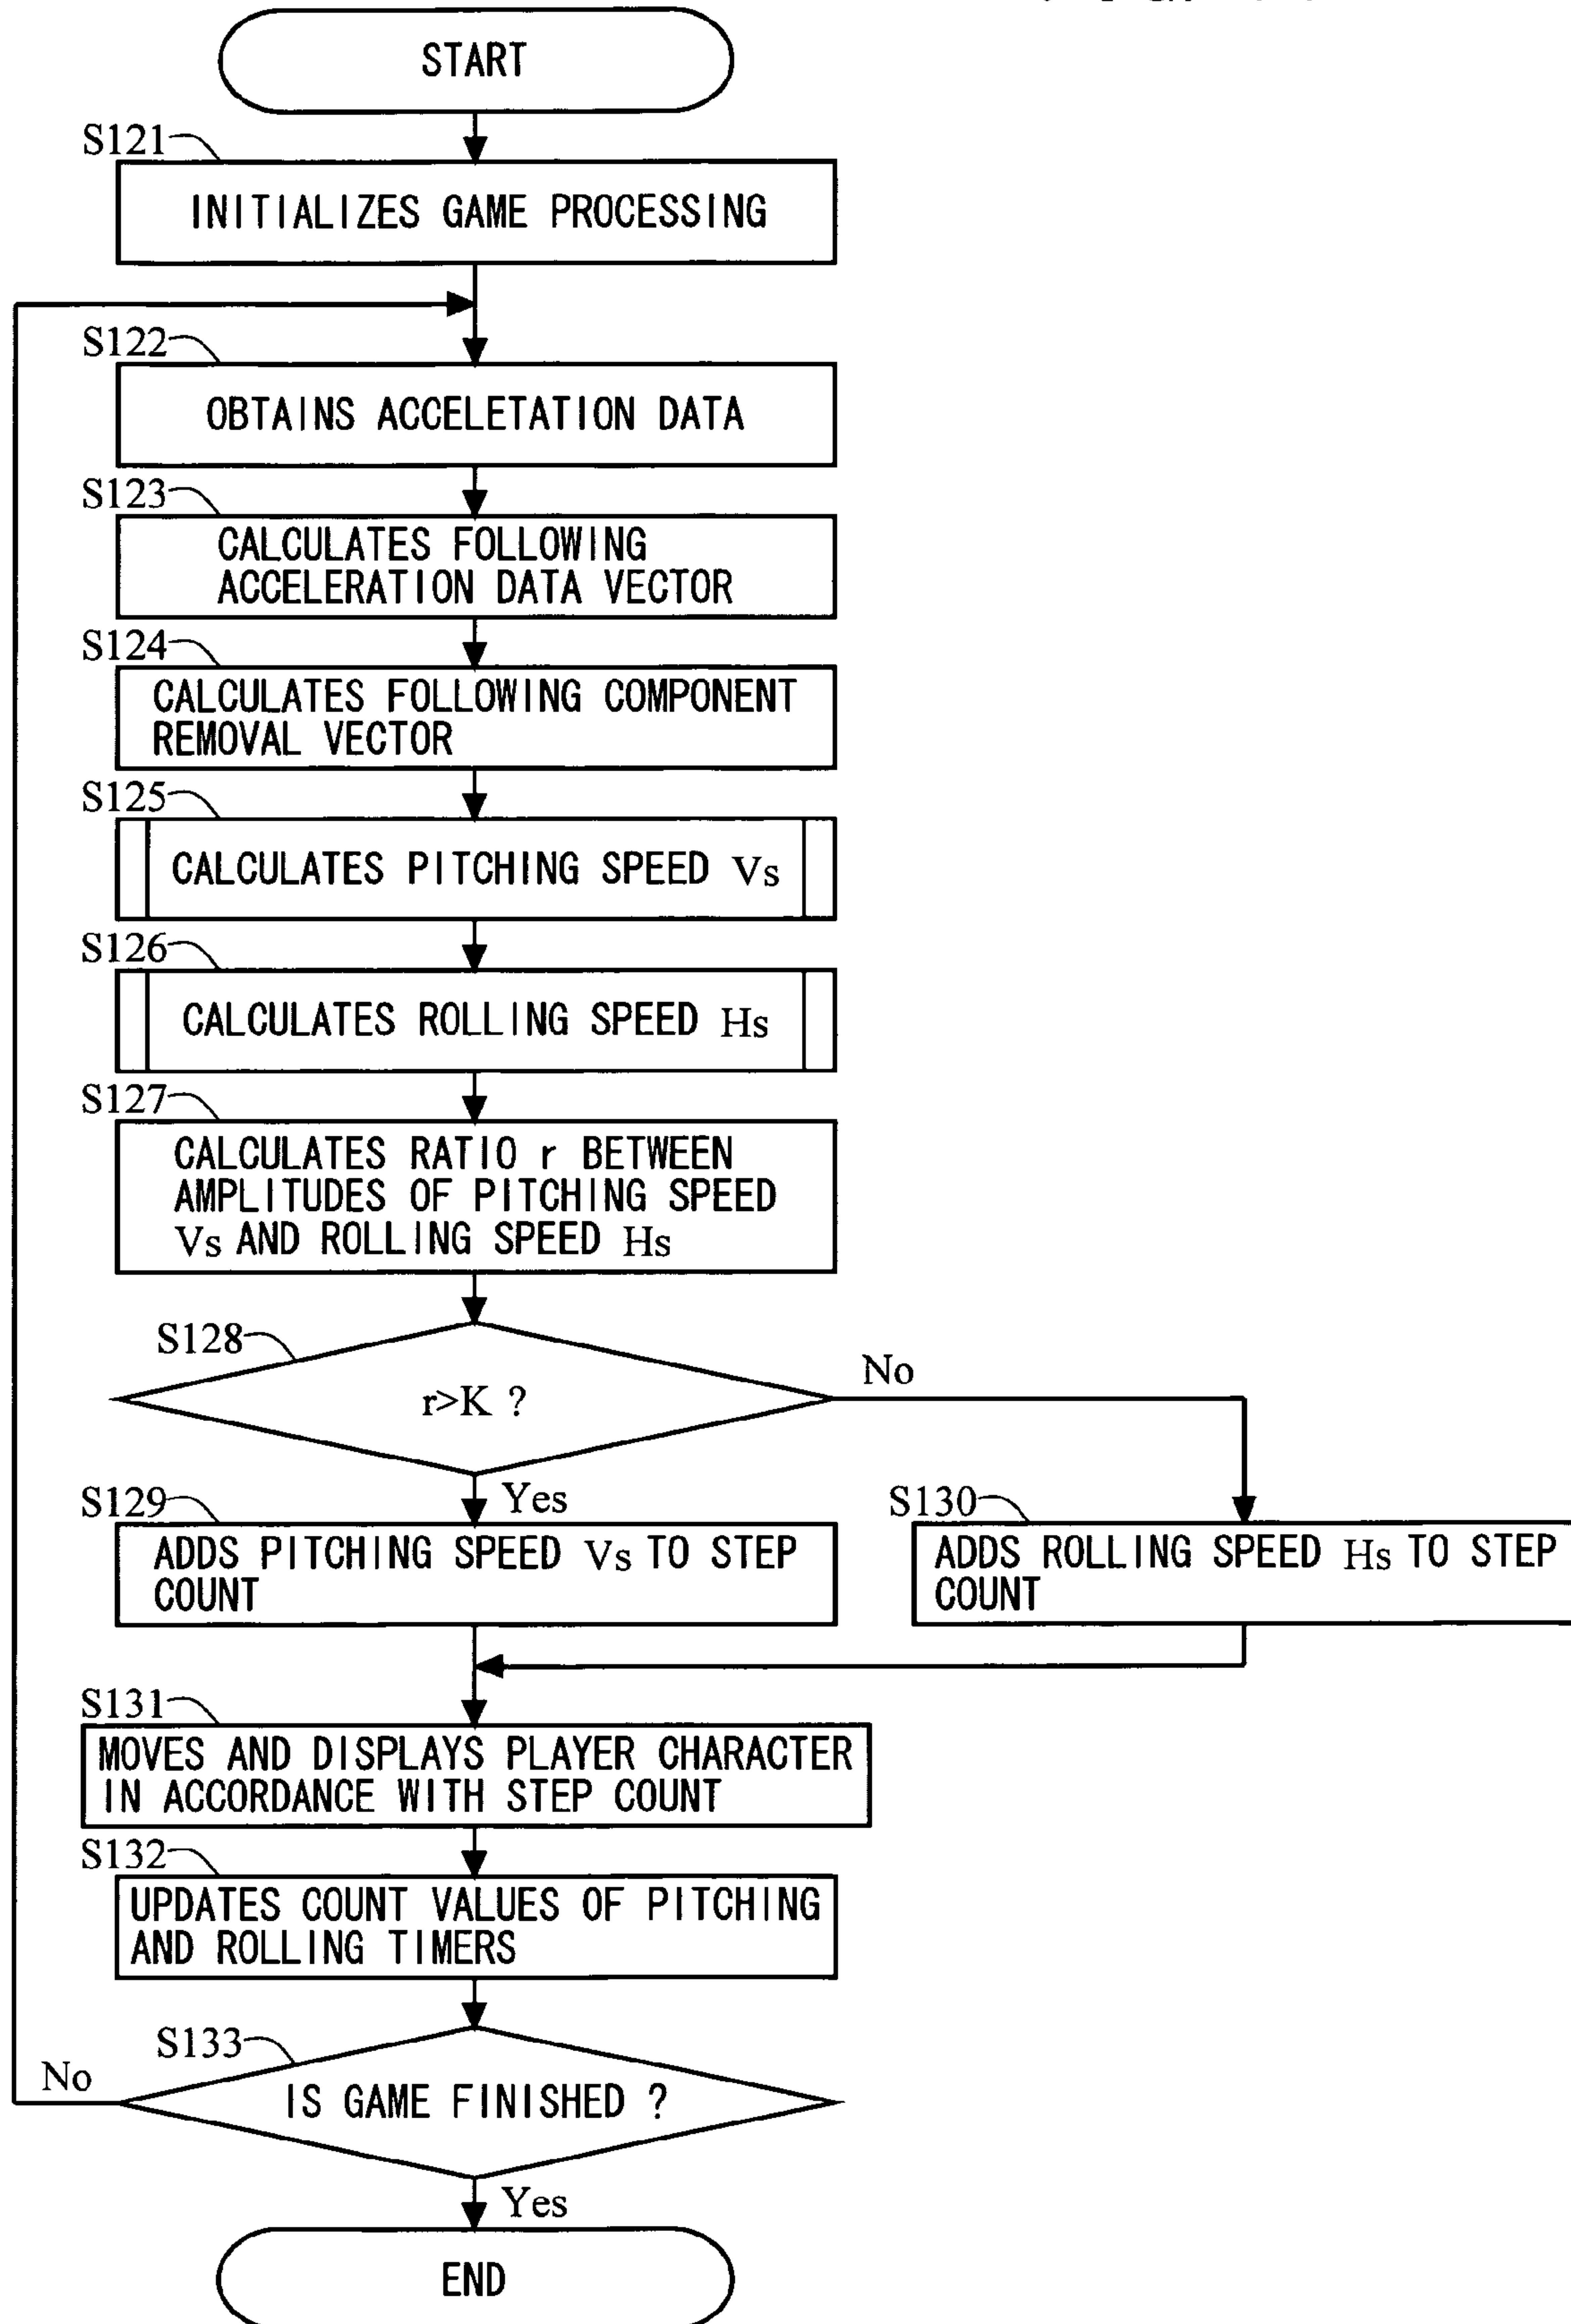 START
S121
INITIALIZES GAME PROCESSING
S122
OBTAINS ACCELETATION DATA
S123
CALCULATES FOLLOWING
ACCELERATION DATA VECTOR
S124
CALCULATES FOLLOWING COMPONENT
REMOVAL VECTOR
S125
CALCULATES PITCHING SPEED Vs
S126
CALCULATES ROLLING SPEED Hs
S127
CALCULATES RATIO r BETWEEN
AMPLITUDES OF PITCHING SPEED
Vs AND ROLLING SPEED Hs
S128
r>K ?
No
Yes
S129
ADDS PITCHING SPEED Vs TO STEP
COUNT
S130
ADDS ROLLING SPEED Hs TO STEP
COUNT
S131
MOVES AND DISPLAYS PLAYER CHARACTER
IN ACCORDANCE WITH STEP COUNT
S132
UPDATES COUNT VALUES OF PITCHING
AND ROLLING TIMERS
S133
No
IS GAME FINISHED ?
Yes
END